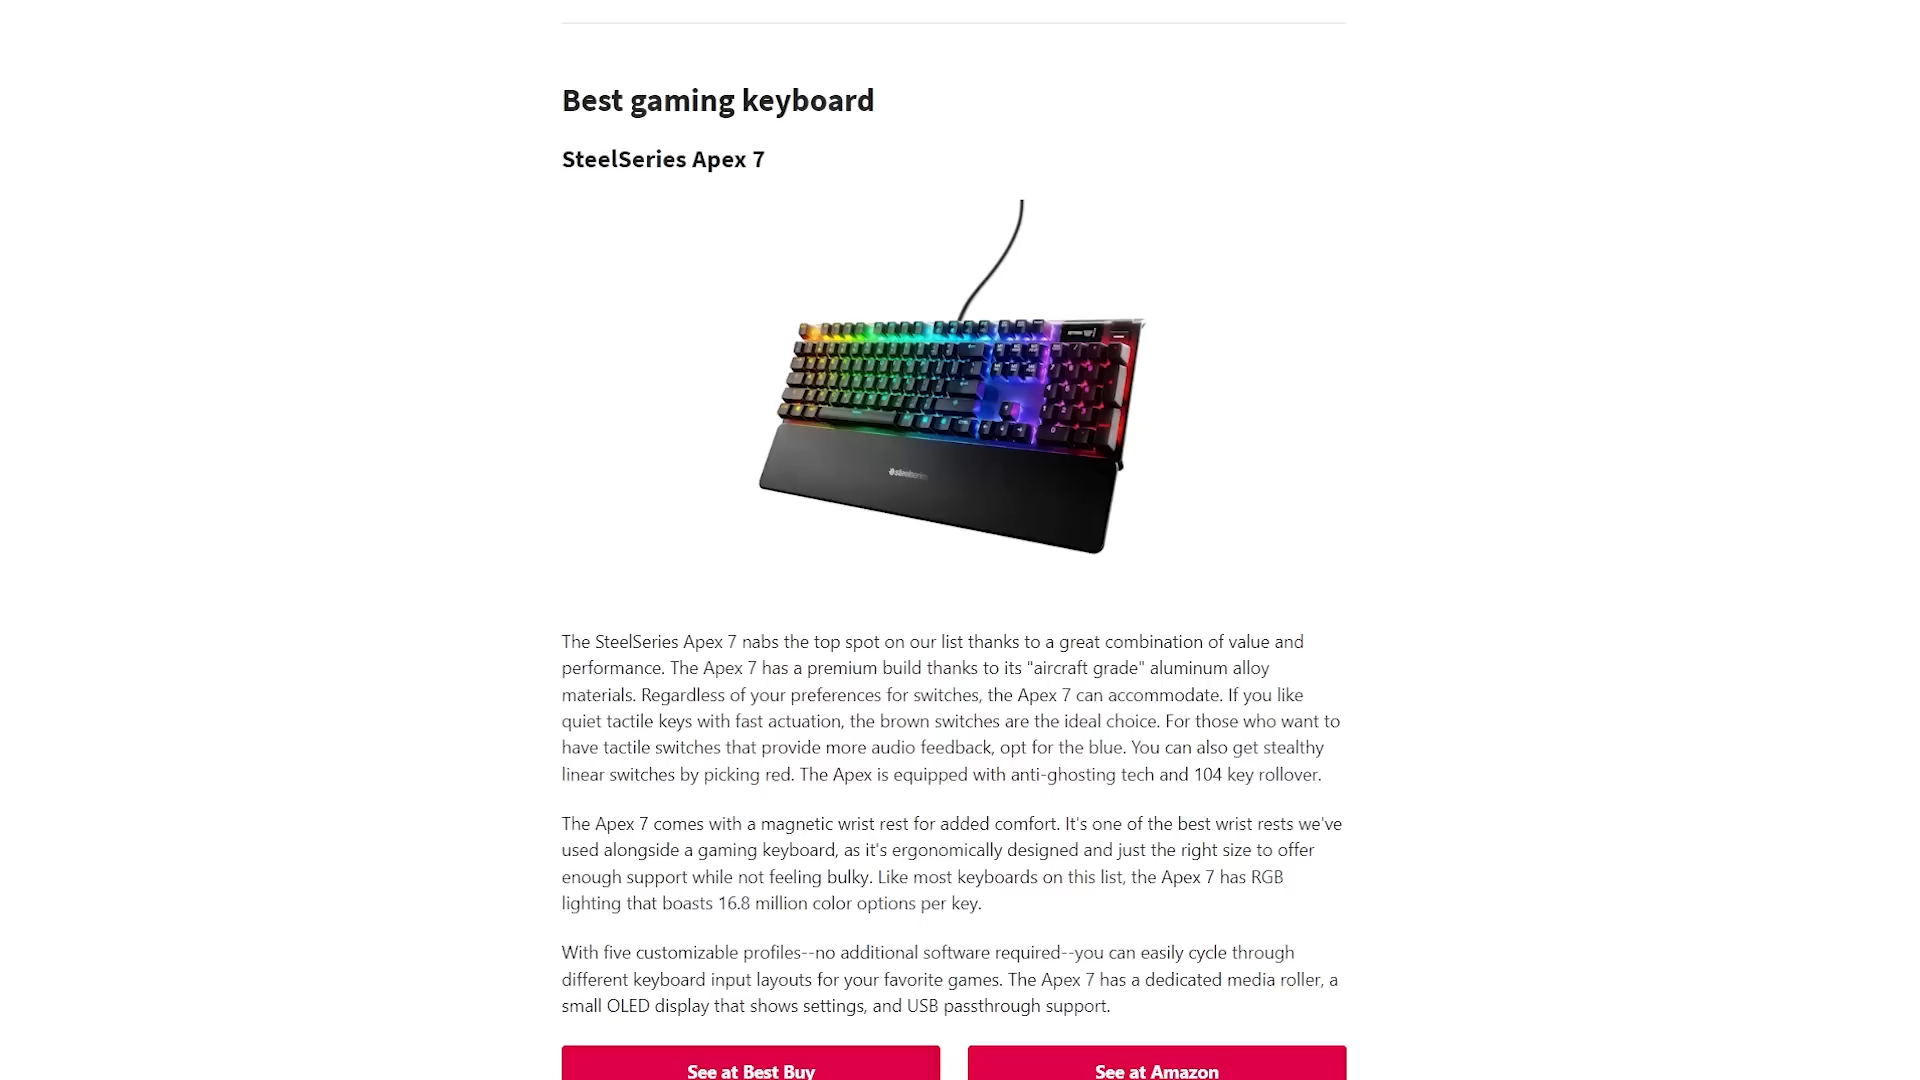 Best gaming keyboard
SteelSeries Apex 7
steelseries
The SteelSeries Apex 7 nabs the top spot on our list thanks to a great combination of value and
performance. The Apex 7 has a premium build thanks to its "aircraft grade" aluminum alloy
materials. Regardless of your preferences for switches, the Apex 7 can accommodate. If you like
quiet tactile keys with fast actuation, the brown switches are the ideal choice. For those who want to
have tactile switches that provide more audio feedback, opt for the blue. You can also get stealthy
linear switches by picking red. The Apex is equipped with anti-ghosting tech and 104 key rollover.
The Apex 7 comes with a magnetic wrist rest for added comfort. It's one of the best wrist rests we've
used alongside a gaming keyboard, as it's ergonomically designed and just the right size to offer
enough support while not feeling bulky. Like most keyboards on this list, the Apex 7 has RGB
lighting that boasts 16.8 million color options per key.
With five customizable profiles--no additional software required--you can easily cycle through
different keyboard input layouts for your favorite games. The Apex 7 has a dedicated media roller, a
small OLED display that shows settings, and USB passthrough support.
See at Best Buy
See at Amazon